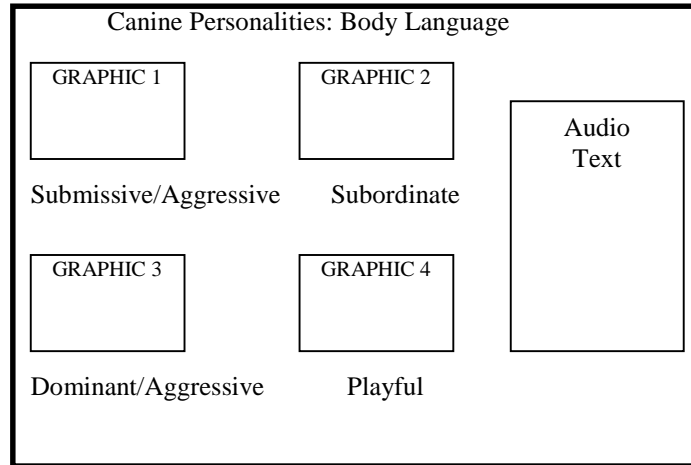 Canine Personalities: Body Language
GRAPHIC 1
GRAPHIC 2
Audio
Text
Submissive/Aggressive
Subordinate
GRAPHIC 3
GRAPHIC 4
Dominant/Aggressive
Playful